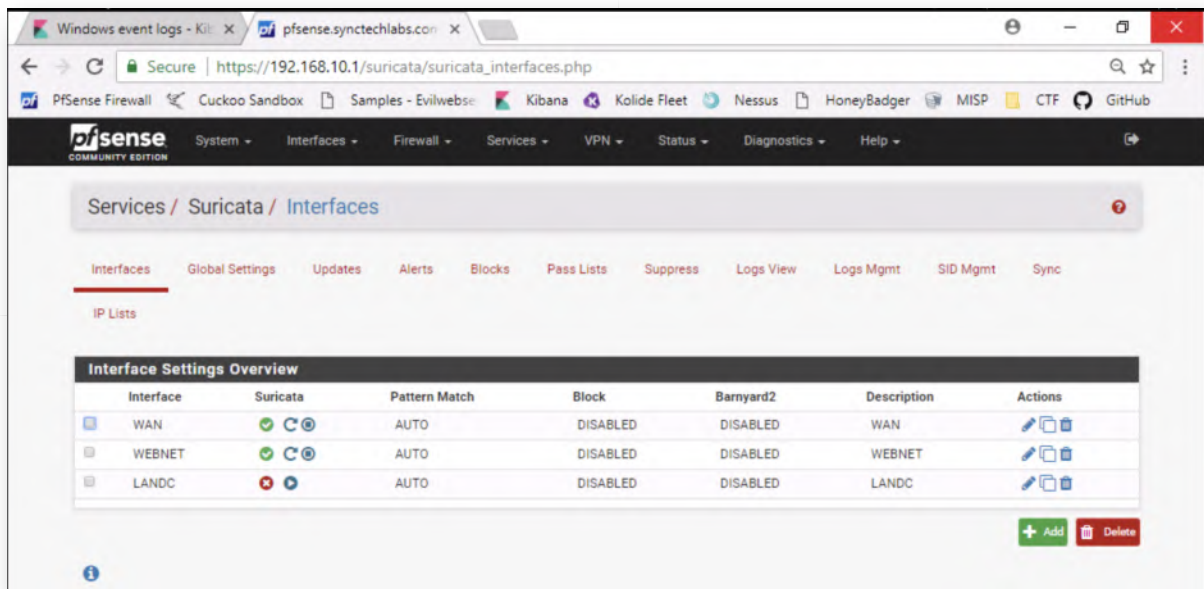 Windows event logs - Kib
pfsense.synctechlabs.con
Secure | https://192.168.10.1/suricata/suricata_interfaces.php
PfSense Firewall Cuckoo Sandbox Samples - Evilwebse Kibana Kolide Fleet Nessus HoneyBadger MISP CTF GitHub
pfsense System Interfaces Firewall Services VPN Status Diagnostics Help
COMMUNITY EDITION
Services / Suricata / Interfaces
Interfaces Global Settings Updates Alerts Blocks Pass Lists Suppress Logs View Logs Mgmt SID Mgmt Sync
IP Lists
Interface Settings Overview
Interface Suricata Pattern Match Block Barnyard2 Description Actions
WAN AUTO DISABLED DISABLED WAN
WEBNET AUTO DISABLED DISABLED WEBNET
LANDC AUTO DISABLED DISABLED LANDC
+ Add Delete